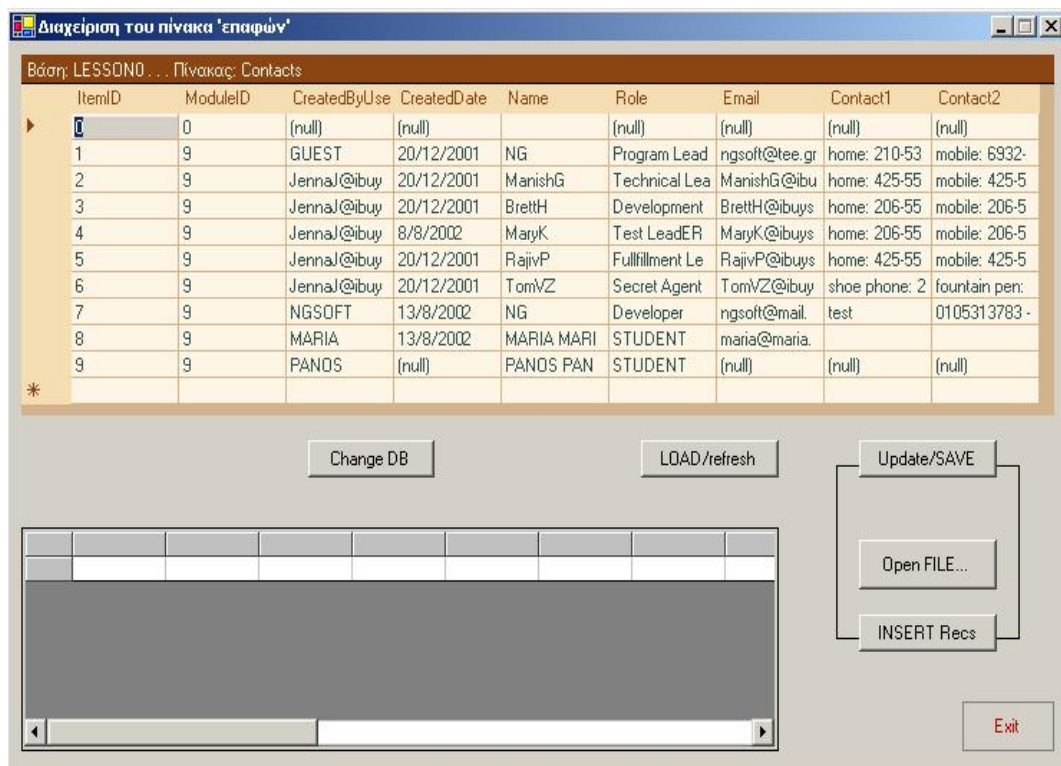 Διαχείριση του πίνακα 'επαφών'
Βάση: LESSON0 . . . Πίνακας: Contacts
ItemID ModuleID CreatedByUse CreatedDate Name Role Email Contact1 Contact2
0 0 (null) (null) (null) (null) (null) (null)
1 9 GUEST 20/12/2001 NG Program Lead ngsoft@tee.gr home: 210-53 mobile: 6932-
2 9 JennaJ@ibuy 20/12/2001 ManishG Technical Lea ManishG@ibu home: 425-55 mobile: 425-5
3 9 JennaJ@ibuy 20/12/2001 BrettH Development BrettH@ibuys home: 206-55 mobile: 206-5
4 9 JennaJ@ibuy 8/8/2002 MaryK Test LeadER MaryK@ibuys home: 206-55 mobile: 206-5
5 9 JennaJ@ibuy 20/12/2001 RajivP Fullfillment Le RajivP@ibuys home: 425-55 mobile: 425-5
6 9 JennaJ@ibuy 20/12/2001 TomVZ Secret Agent TomVZ@ibuy shoe phone: 2 fountain pen:
7 9 NGSOFT 13/8/2002 NG Developer ngsoft@mail. test 0105313783 -
8 9 MARIA 13/8/2002 MARIA MARI STUDENT maria@maria.
9 9 PANOS (null) PANOS PAN STUDENT (null) (null) (null)
Change DB LOAD/refresh Update/SAVE
Open FILE...
INSERT Recs
Exit